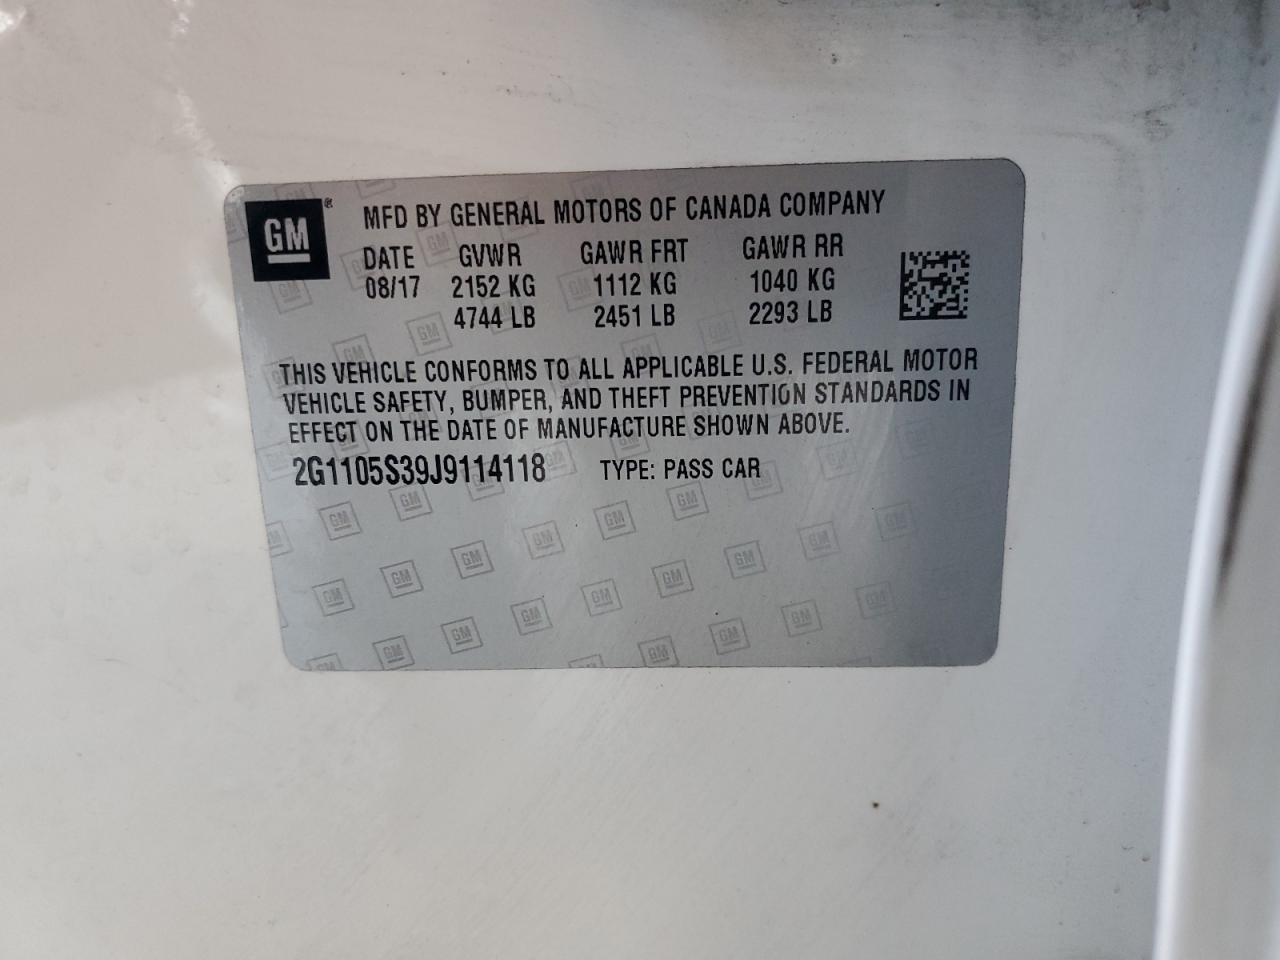 GM ® MFD BY GENERAL MOTORS OF CANADA COMPANY
DATE GVWR GAWR FRT GAWR RR
08/17 2152 KG 1112 KG 1040 KG
4744 LB 2451 LB 2293 LB
THIS VEHICLE CONFORMS TO ALL APPLICABLE U.S. FEDERAL MOTOR
VEHICLE SAFETY, BUMPER, AND THEFT PREVENTION STANDARDS IN
EFFECT ON THE DATE OF MANUFACTURE SHOWN ABOVE.
2G1105S39J9114118 TYPE: PASS CAR